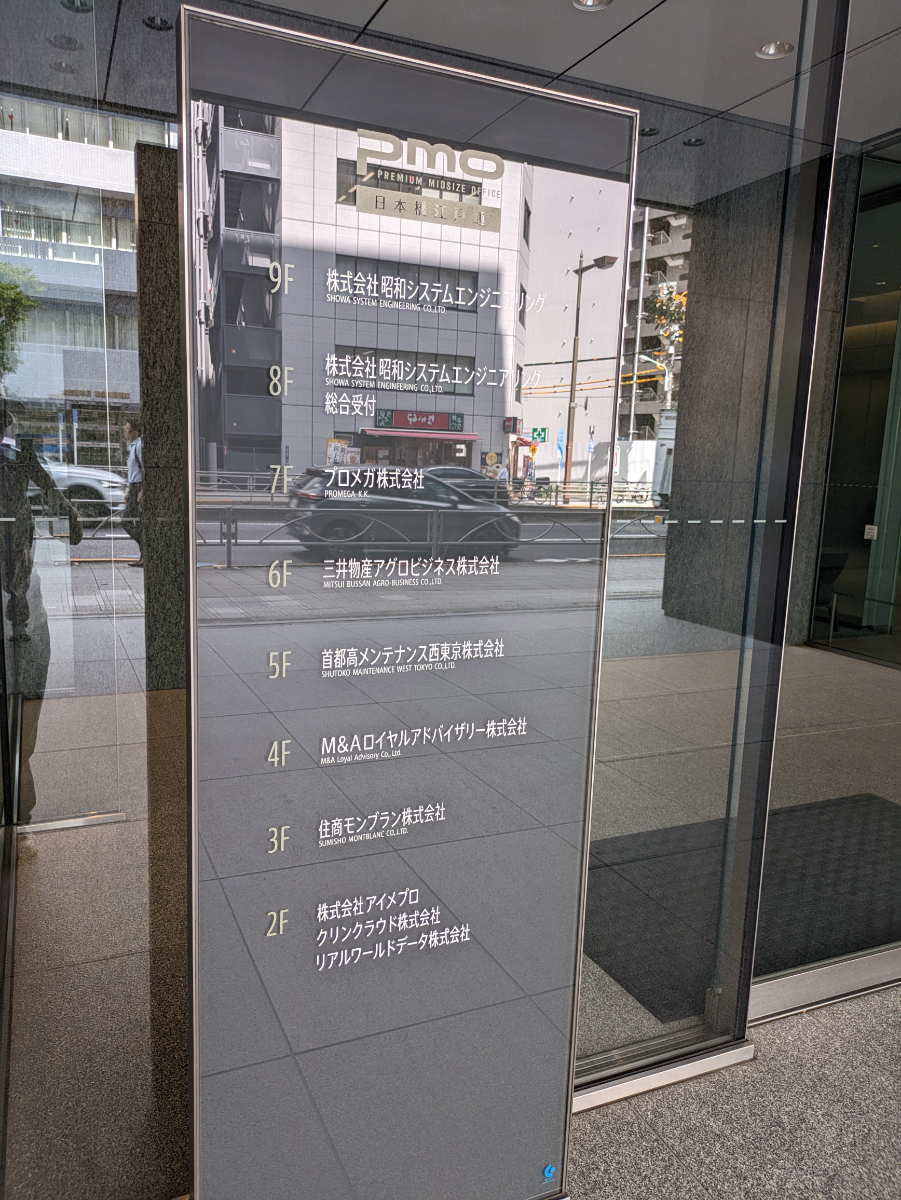 pmo
PREMIUM MIDSIZE OFFICE
日本橋江戸通
9F 株式会社昭和システムエンジニアリング
SHOWA SYSTEM ENGINEERING CO.,LTD.
8F 株式会社昭和システムエンジニアリング
SHOWA SYSTEM ENGINEERING CO.,LTD.
総合受付
7F プロメガ株式会社
PROMEGA K.K.
6F 三井物産アグロビジネス株式会社
MITSUI BUSSAN AGRO-BUSINESS CO.,LTD.
5F 首都高メンテナンス西東京株式会社
SHUTOKO MAINTENANCE WEST TOKYO CO.,LTD.
4F M&Aロイヤルアドバイザリー株式会社
M&A Loyal Advisory Co., Ltd.
3F 住商モンブラン株式会社
SUMISHO MONTBLANC CO.,LTD.
2F 株式会社アイメプロ
クリンクラウド株式会社
リアルワールドデータ株式会社